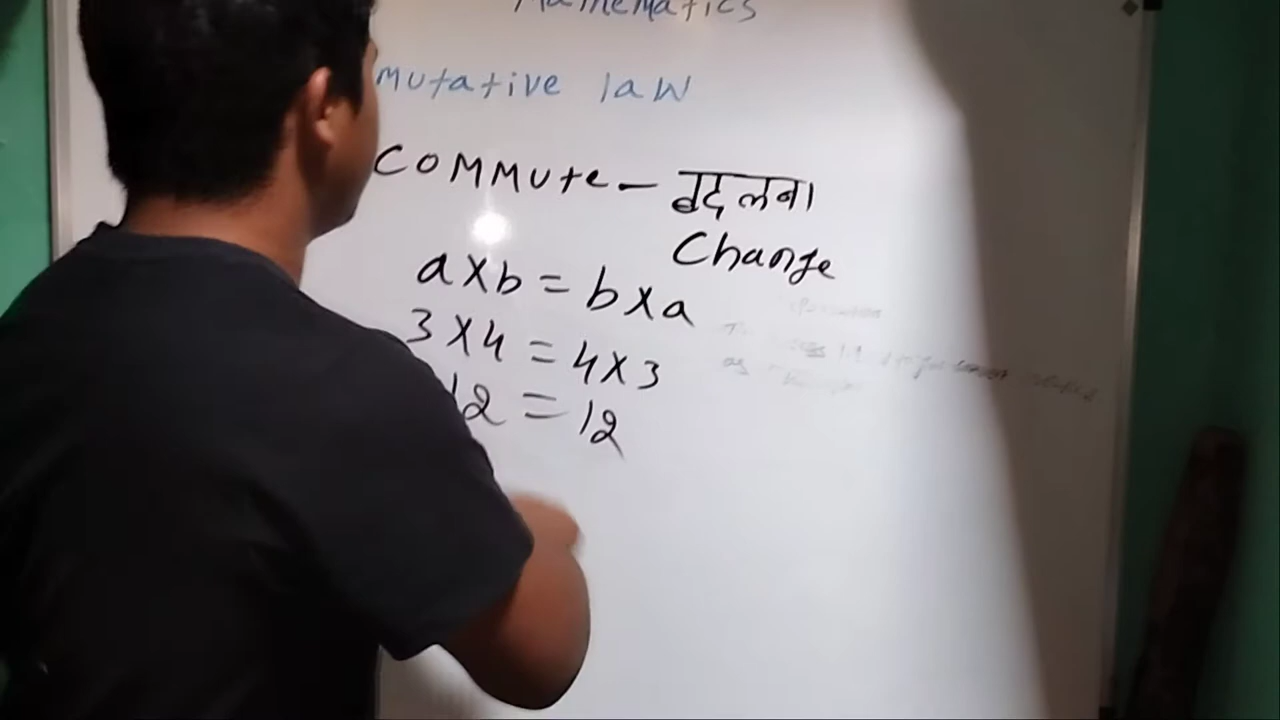 Mathematics
mutative law
COMMUte – बदलना
Change
a x b = b x a
3 x 4 = 4 x 3
12 = 12